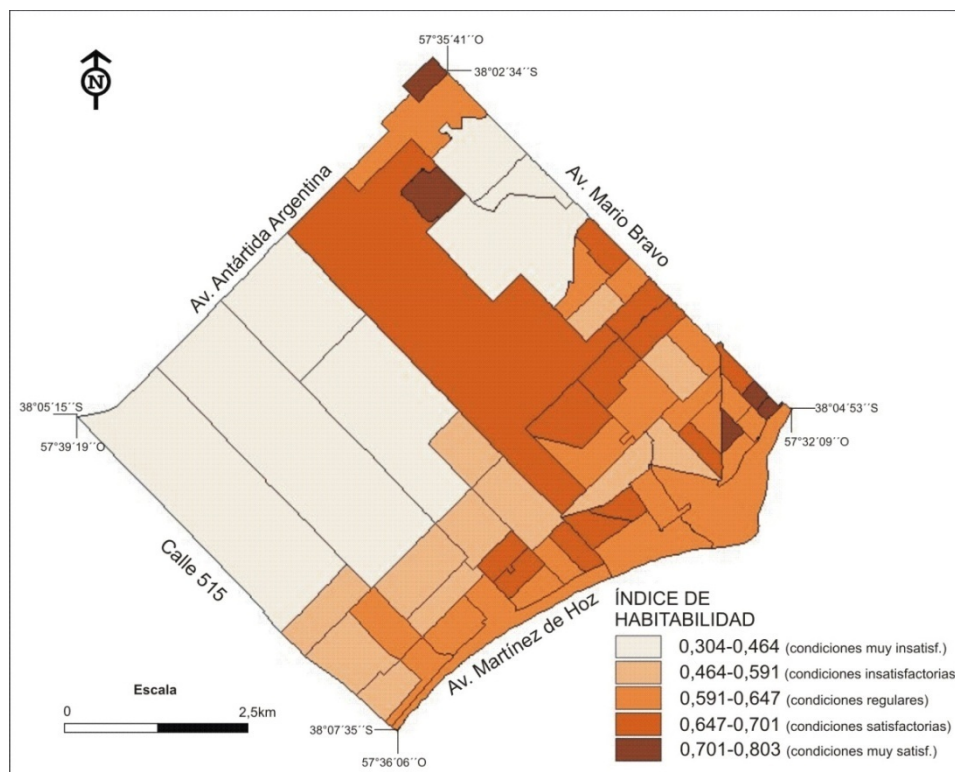 57°35´41´´O
38°02´34´´S
N
Av. Antártida Argentina
Av. Mario Bravo
38°05´15´´S
57°39´19´´O
38°04´53´´S
57°32´09´´O
Calle 515
Av. Martínez de Hoz
ÍNDICE DE
HABITABILIDAD
0,304-0,464 (condiciones muy insatisf.)
0,464-0,591 (condiciones insatisfactorias)
0,591-0,647 (condiciones regulares)
0,647-0,701 (condiciones satisfactorias)
0,701-0,803 (condiciones muy satisf.)
Escala
0 2,5km
38°07´35´´S
57°36´06´´O